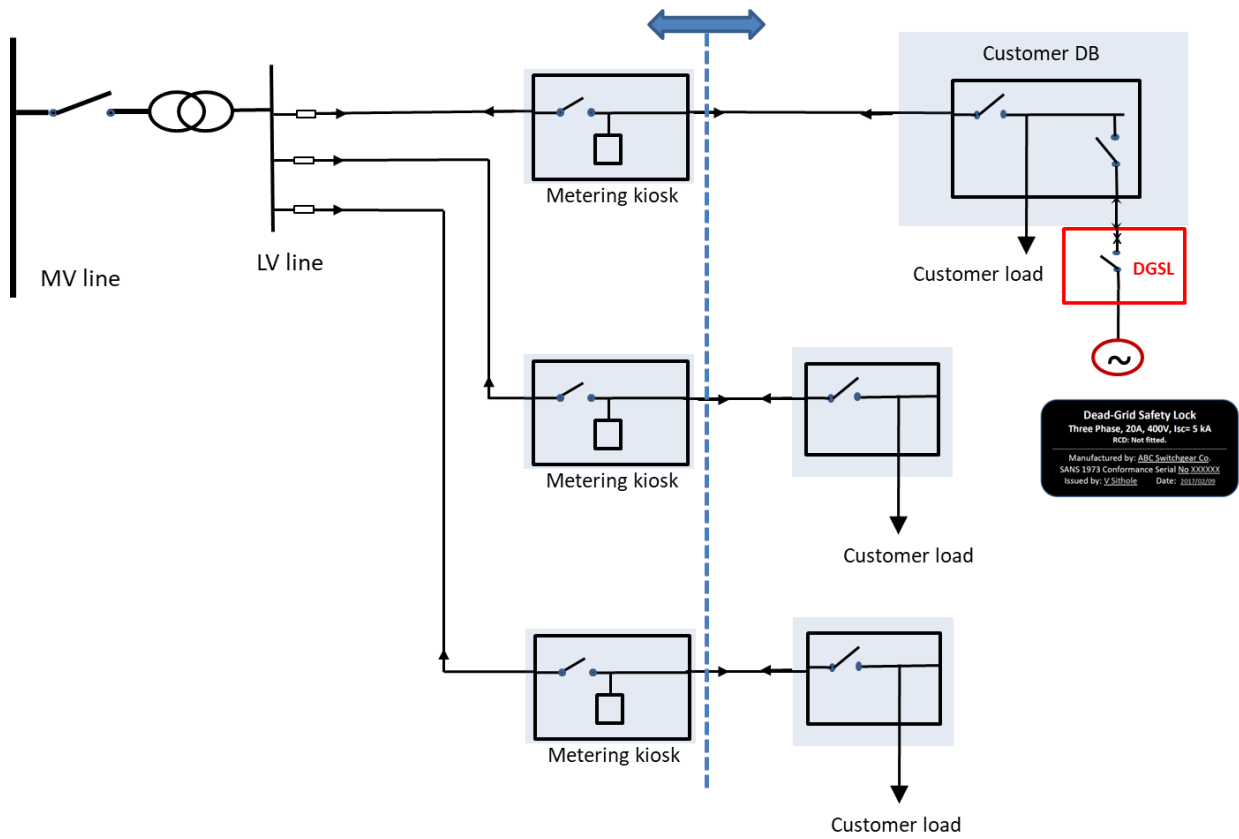 Customer DB
Metering kiosk
LV line
MV line
Customer load
DGSL
~
Dead-Grid Safety Lock
Three Phase, 20A, 400V, Isc= 5 kA
RCD: Not fitted.
Manufactured by: ABC Switchgear Co.
SANS 1973 Conformance Serial No XXXXXX
Issued by: V Sithole Date: 2017/02/09
Metering kiosk
Customer load
Metering kiosk
Customer load